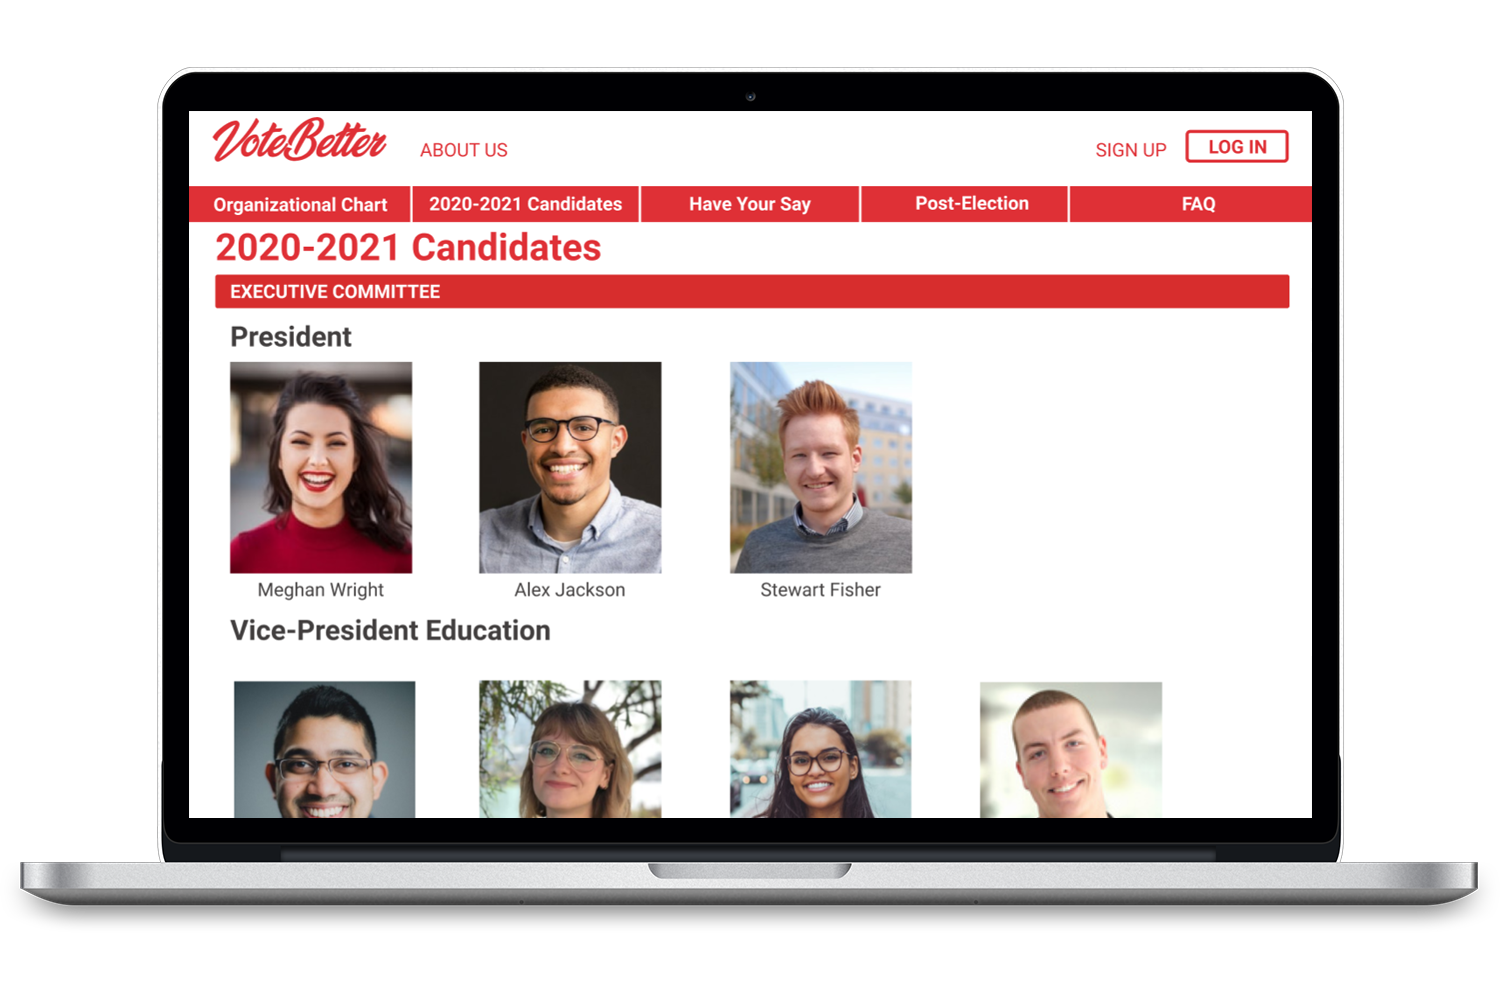 VoteBetter
ABOUT US
SIGN UP
LOG IN
Organizational Chart
2020-2021 Candidates
Have Your Say
Post-Election
FAQ
2020-2021 Candidates
EXECUTIVE COMMITTEE
President
Meghan Wright
Alex Jackson
Stewart Fisher
Vice-President Education